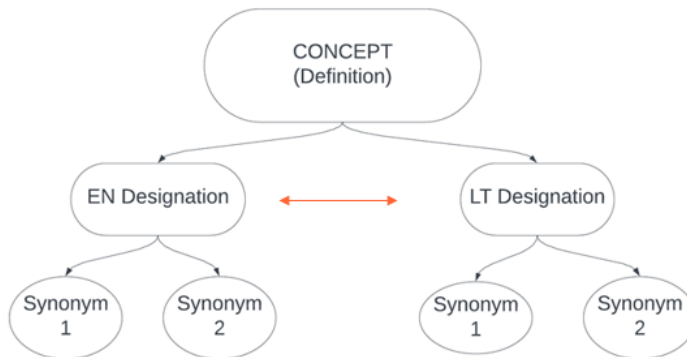 CONCEPT
(Definition)
EN Designation
LT Designation
Synonym
1
Synonym
2
Synonym
1
Synonym
2